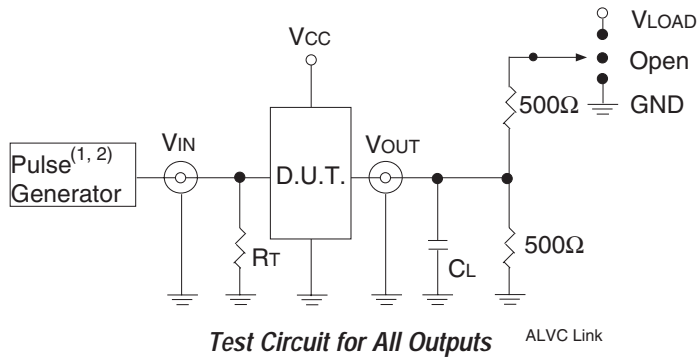 VLOAD
VCC
Open
500Ω
GND
VIN
VOUT
Pulse(1, 2)
Generator
D.U.T.
500Ω
RT
CL
Test Circuit for All Outputs
ALVC Link